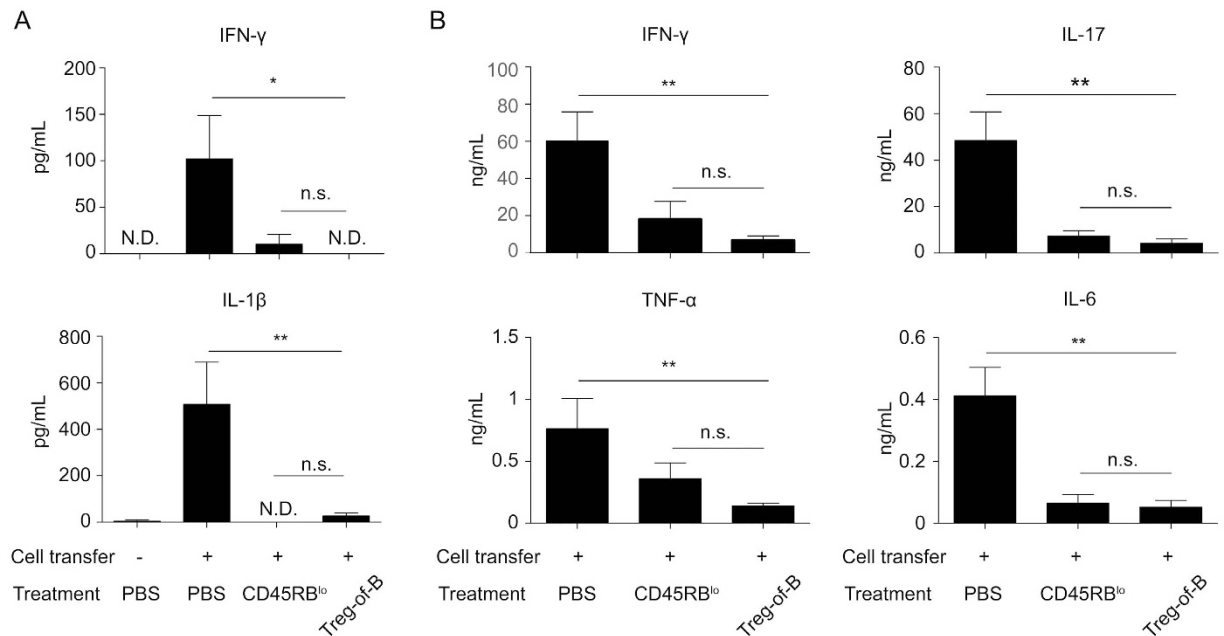 A
IFN-γ
200
150
100
50
0
pg/mL
*
n.s.
N.D.
N.D.
IL-1β
800
600
400
200
0
pg/mL
**
n.s.
N.D.
Cell transfer - + + +
Treatment PBS PBS CD45RBlo Treg-of-B
B
IFN-γ
100
80
60
40
20
0
ng/mL
**
n.s.
IL-17
80
60
40
20
0
ng/mL
**
n.s.
TNF-α
1.5
1
0.5
0
ng/mL
**
n.s.
Cell transfer + + +
Treatment PBS CD45RBlo Treg-of-B
IL-6
0.6
0.4
0.2
0
ng/mL
**
n.s.
Cell transfer + + +
Treatment PBS CD45RBlo Treg-of-B